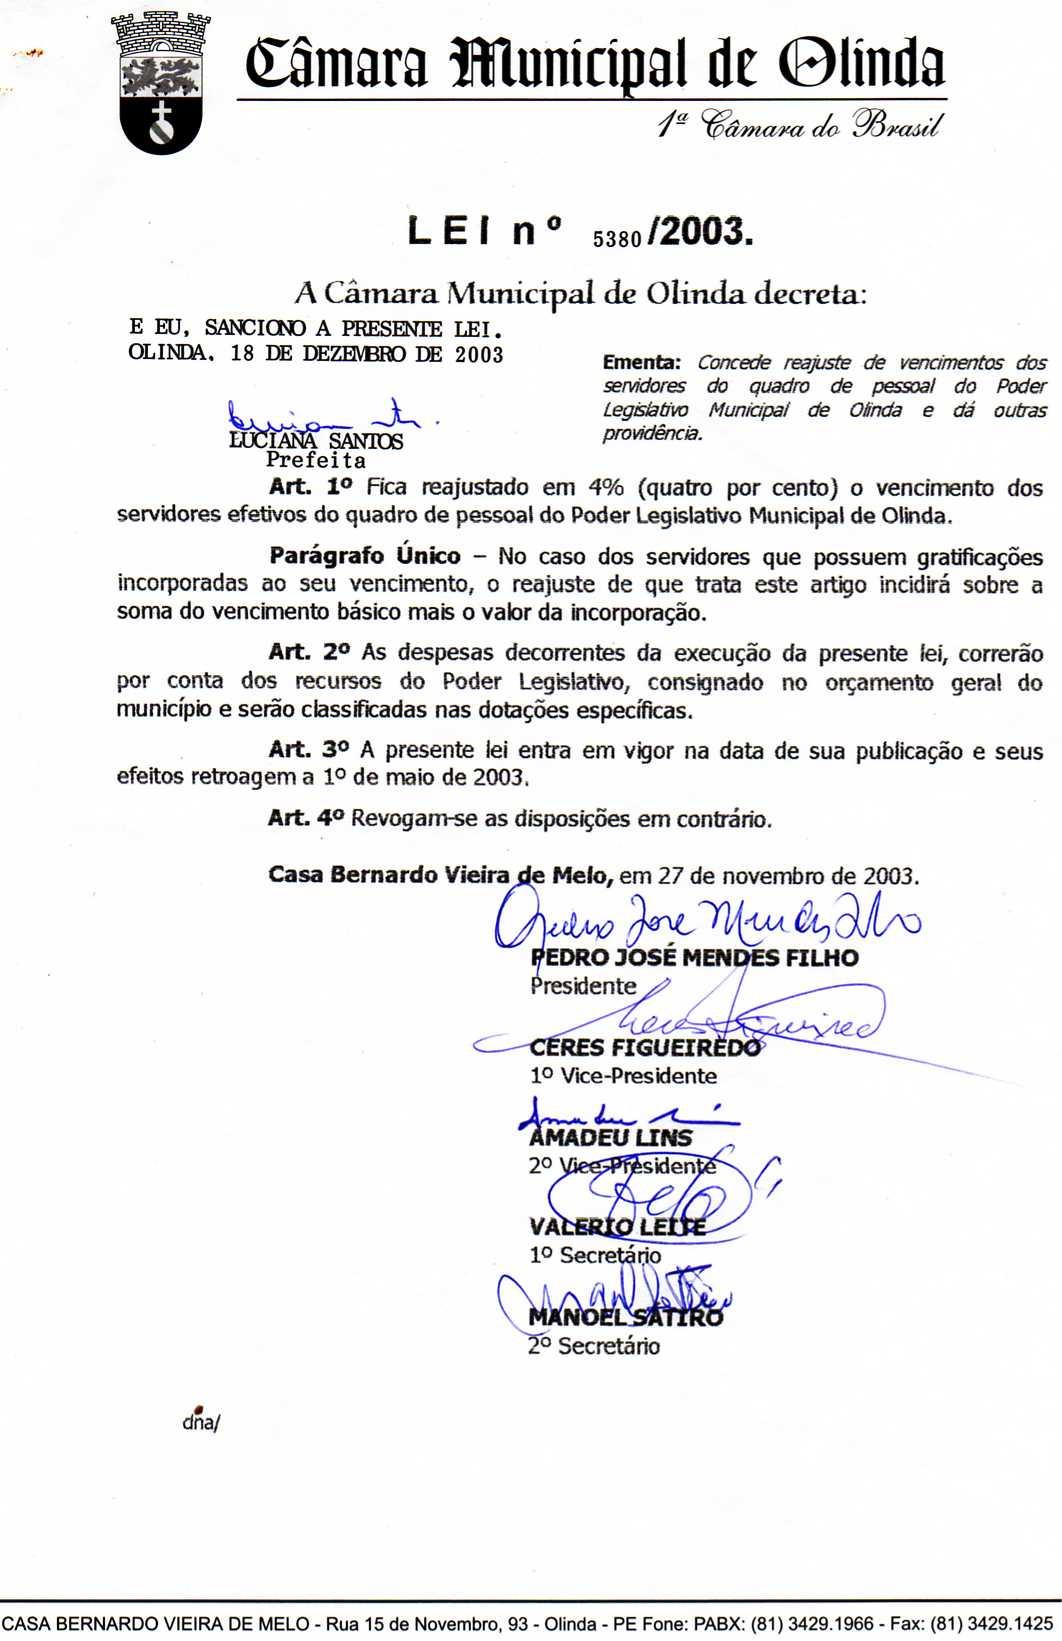 Câmara Municipal de Olinda
1ª Câmara do Brasil
LEI nº 5380/2003.
A Câmara Municipal de Olinda decreta:
E EU, SANCIONO A PRESENTE LEI.
OLINDA. 18 DE DEZEMBRO DE 2003
LUCIANA SANTOS
Prefeita
Ementa: Concede reajuste de vencimentos dos
servidores do quadro de pessoal do Poder
Legislativo Municipal de Olinda e dá outras
providência.
Art. 1º Fica reajustado em 4% (quatro por cento) o vencimento dos
servidores efetivos do quadro de pessoal do Poder Legislativo Municipal de Olinda.
Parágrafo Único – No caso dos servidores que possuem gratificações
incorporadas ao seu vencimento, o reajuste de que trata este artigo incidirá sobre a
soma do vencimento básico mais o valor da incorporação.
Art. 2º As despesas decorrentes da execução da presente lei, correrão
por conta dos recursos do Poder Legislativo, consignado no orçamento geral do
município e serão classificadas nas dotações específicas.
Art. 3º A presente lei entra em vigor na data de sua publicação e seus
efeitos retroagem a 1º de maio de 2003.
Art. 4º Revogam-se as disposições em contrário.
Casa Bernardo Vieira de Melo, em 27 de novembro de 2003.
Pedro José Mendes Filho
PEDRO JOSÉ MENDES FILHO
Presidente
Ceres Figueiredo
CERES FIGUEIREDO
1º Vice-Presidente
AMADEU LINS
2º Vice-Presidente
VALERIO LEITE
1º Secretário
MANOEL SATIRO
2º Secretário
dna/
CASA BERNARDO VIEIRA DE MELO - Rua 15 de Novembro, 93 - Olinda - PE Fone: PABX: (81) 3429.1966 - Fax: (81) 3429.1425